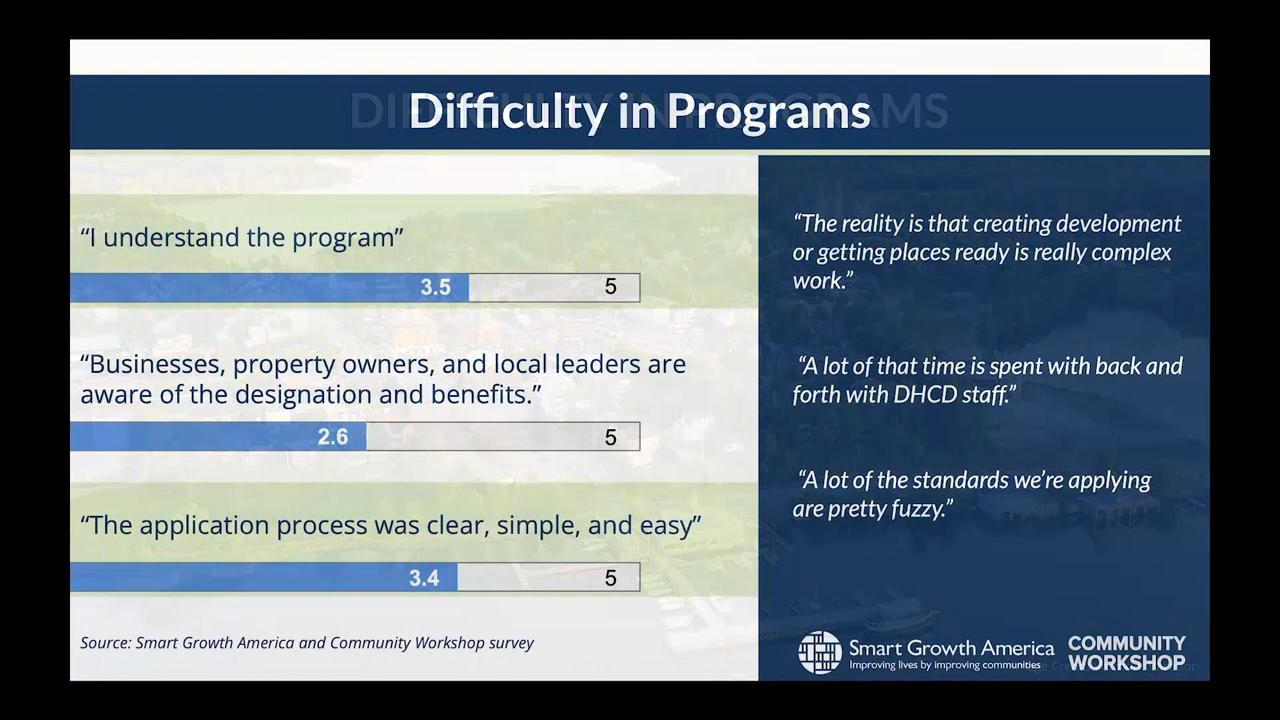 Difficulty in Programs
DIFFICULTY IN PROGRAMS
“I understand the program”
3.5 5
“Businesses, property owners, and local leaders are
aware of the designation and benefits.”
2.6 5
“The application process was clear, simple, and easy”
3.4 5
Source: Smart Growth America and Community Workshop survey
“The reality is that creating development
or getting places ready is really complex
work.”
“A lot of that time is spent with back and
forth with DHCD staff.”
“A lot of the standards we’re applying
are pretty fuzzy.”
Smart Growth America
Improving lives by improving communities
COMMUNITY
WORKSHOP